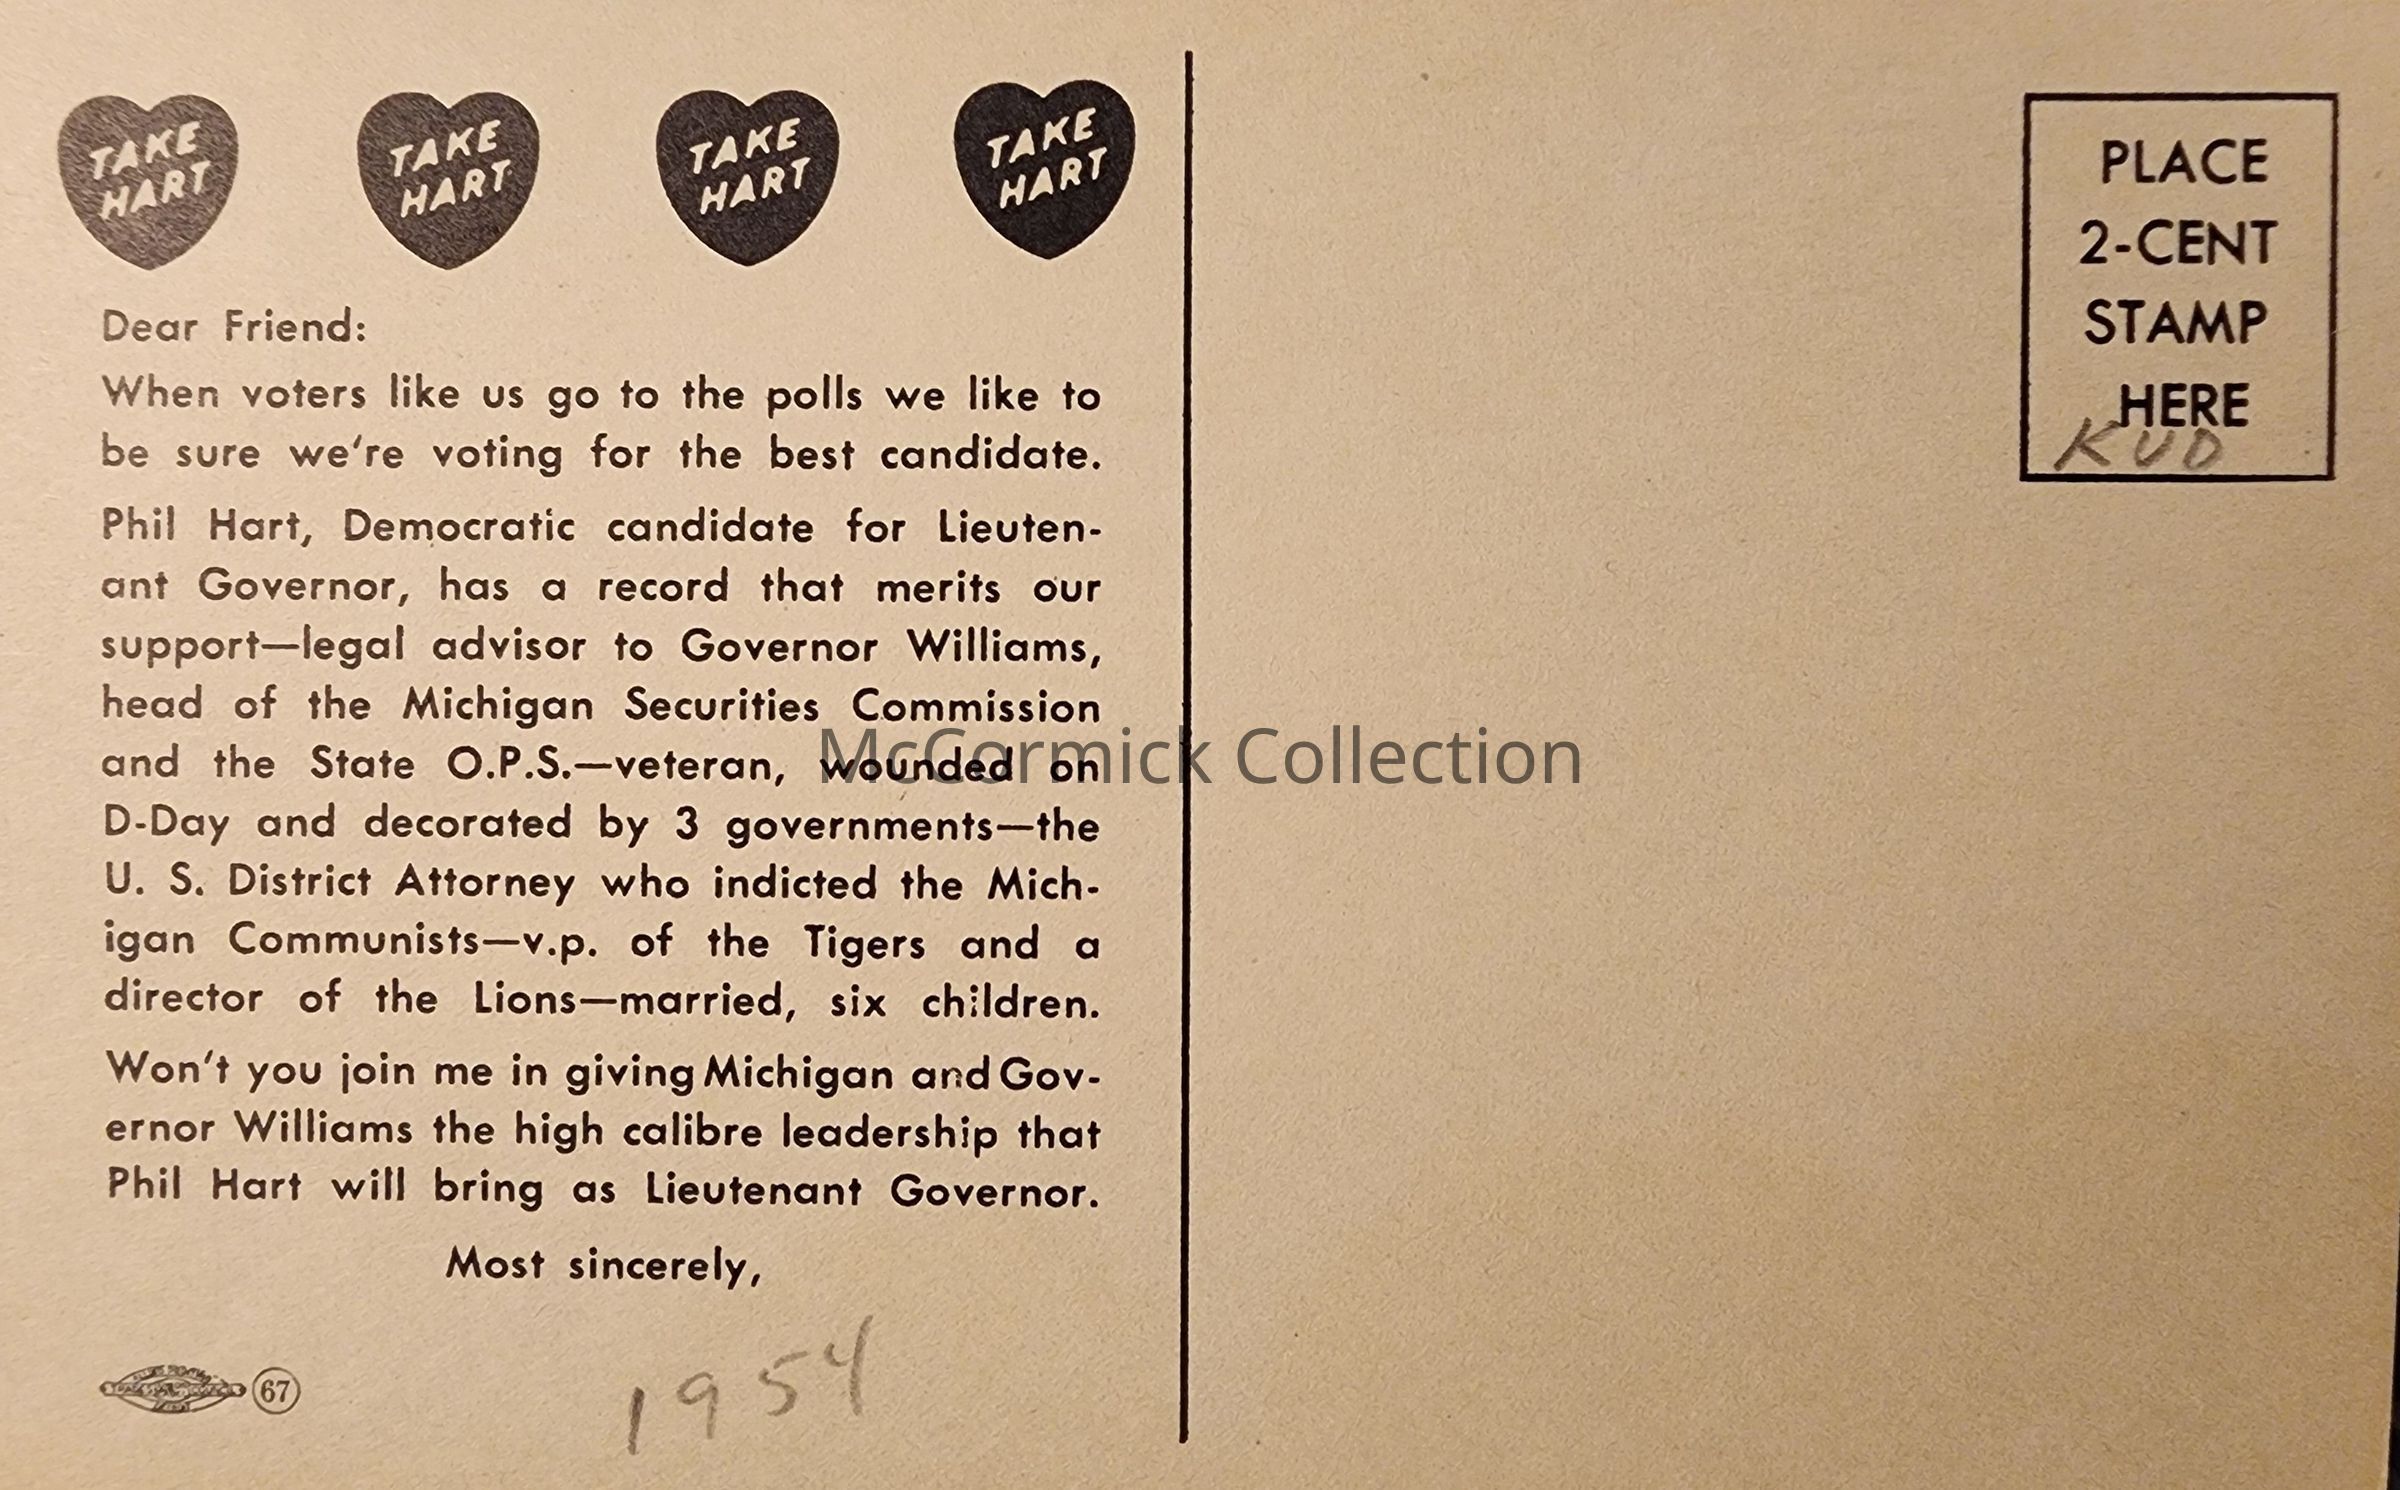 TAKE
HART
TAKE
HART
TAKE
HART
TAKE
HART
Dear Friend:
When voters like us go to the polls we like to
be sure we're voting for the best candidate.
Phil Hart, Democratic candidate for Lieuten-
ant Governor, has a record that merits our
support—legal advisor to Governor Williams,
head of the Michigan Securities Commission
and the State O.P.S.—veteran, wounded on
D-Day and decorated by 3 governments—the
U. S. District Attorney who indicted the Mich-
igan Communists—v.p. of the Tigers and a
director of the Lions—married, six children.
Won't you join me in giving Michigan and Gov-
ernor Williams the high calibre leadership that
Phil Hart will bring as Lieutenant Governor.
Most sincerely,
67
1954
PLACE
2-CENT
STAMP
HERE
KUD
McCormick Collection